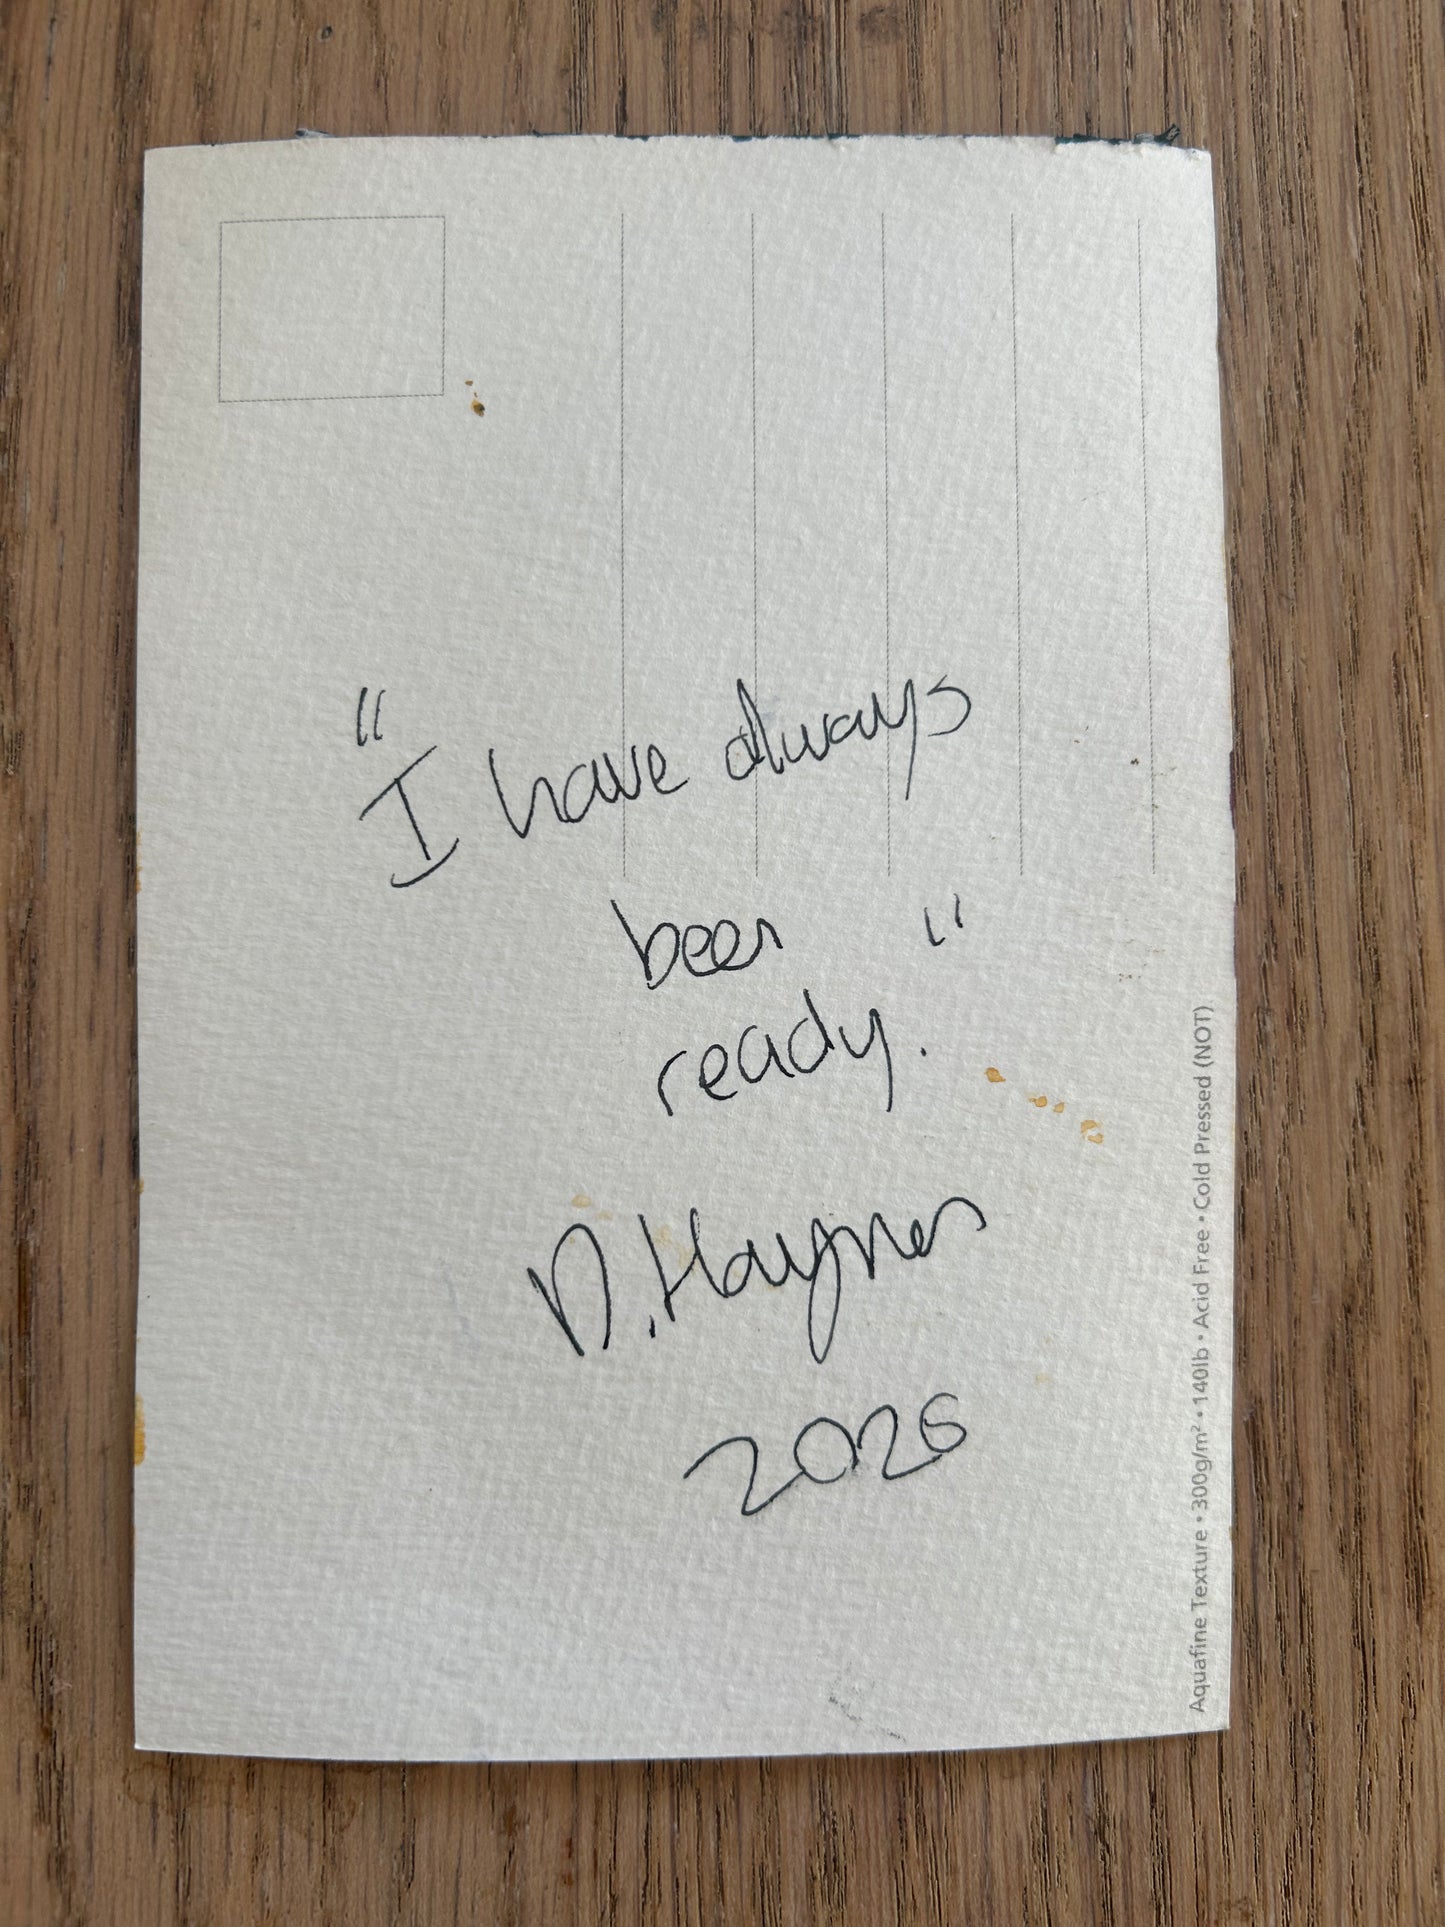 "I have always
been "
ready.
D. Haynes
2026
Aquafine Texture • 300g/m² • 140lb • Acid Free • Cold Pressed (NOT)